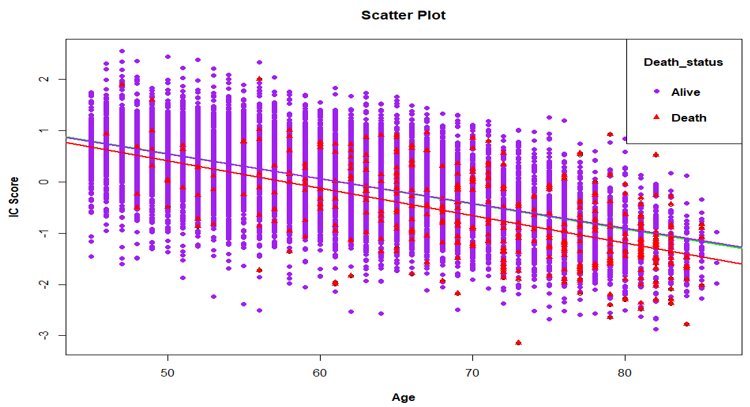 Scatter Plot
Death_status
Alive
Death
IC Score
2
1
0
-1
-2
-3
50
60
70
80
Age